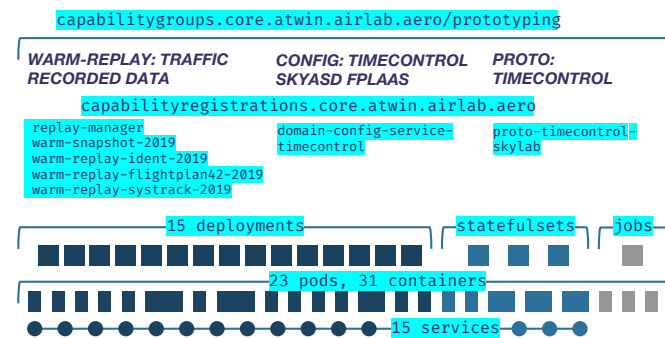 capabilitygroups.core.atwin.airlab.aero/prototyping
WARM-REPLAY: TRAFFIC
RECORDED DATA
CONFIG: TIMECONTROL
SKYASD FPLAAS
PROTO:
TIMECONTROL
capabilityregistrations.core.atwin.airlab.aero
replay-manager
warm-snapshot-2019
warm-replay-ident-2019
warm-replay-flightplan42-2019
warm-replay-systrack-2019
domain-config-service-
timecontrol
proto-timecontrol-
skylab
15 deployments
statefulsets
jobs
23 pods, 31 containers
15 services